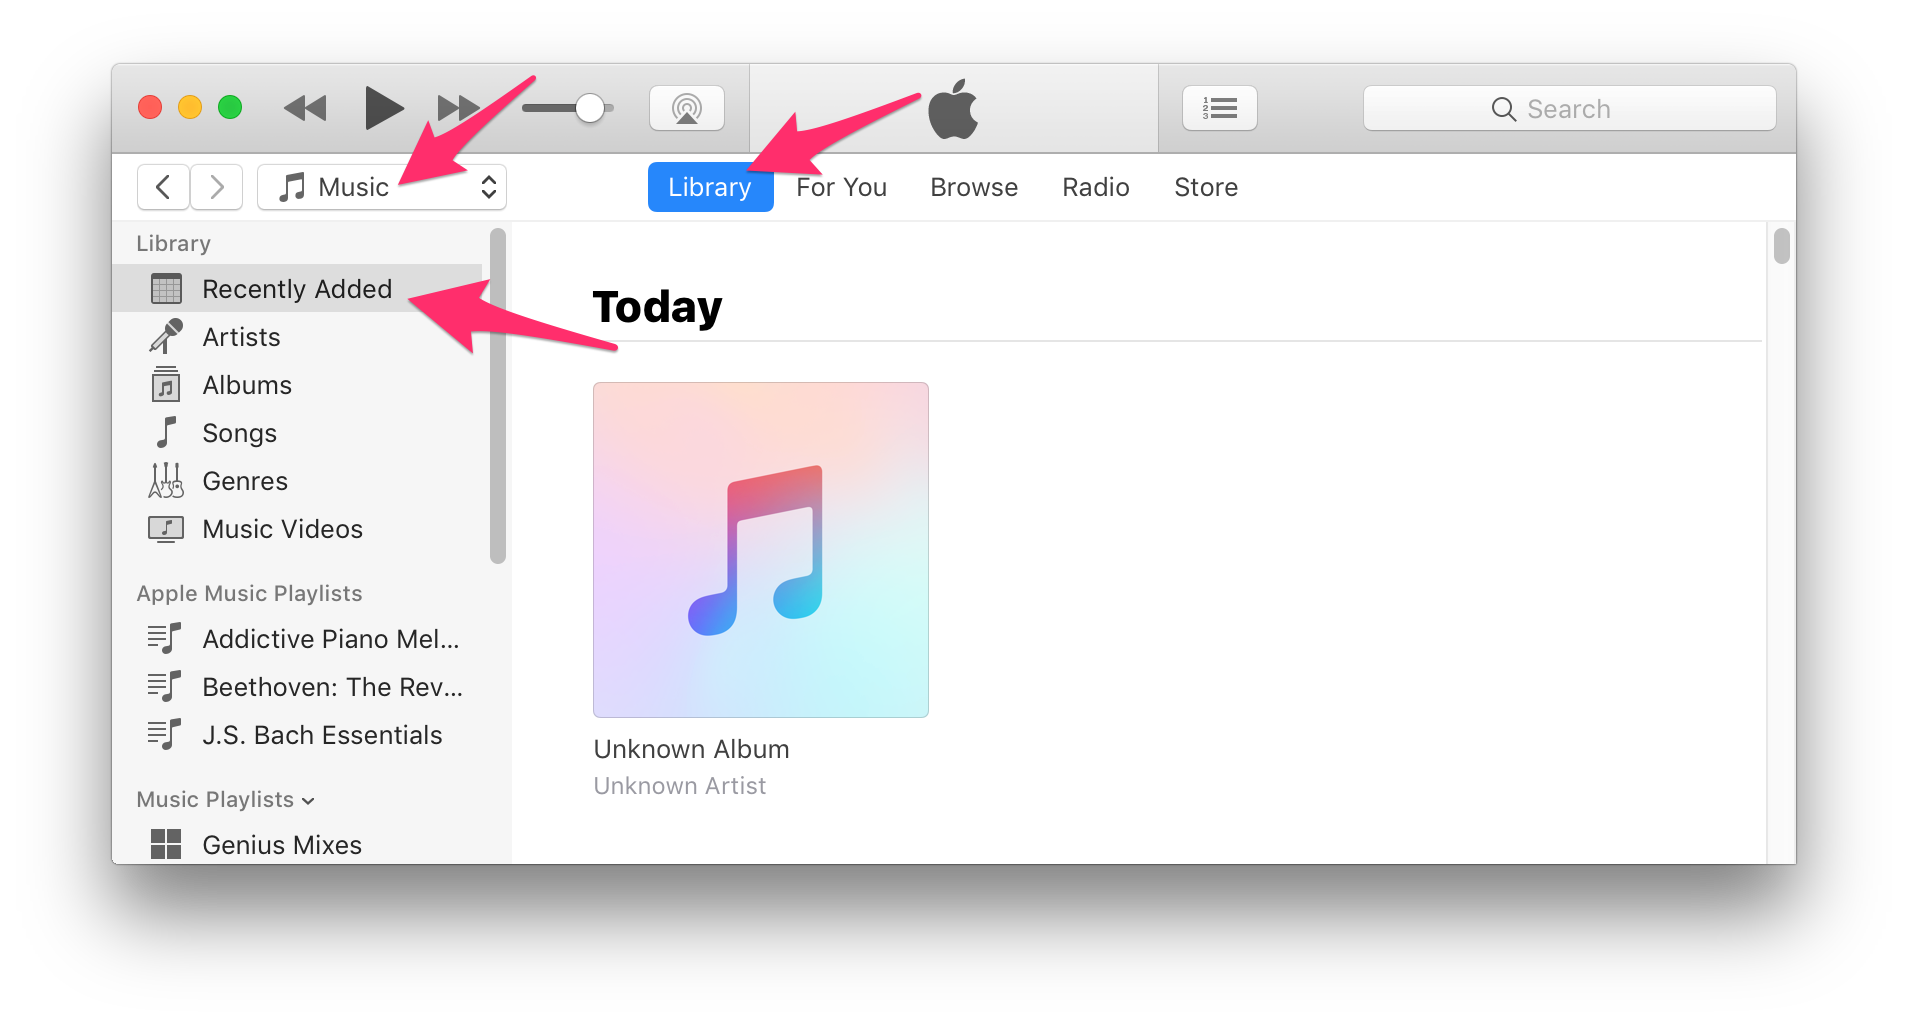 Search
Music
Library
For You
Browse
Radio
Store
Library
Recently Added
Artists
Albums
Songs
Genres
Music Videos
Apple Music Playlists
Addictive Piano Mel...
Beethoven: The Rev...
J.S. Bach Essentials
Music Playlists
Genius Mixes
Today
Unknown Album
Unknown Artist